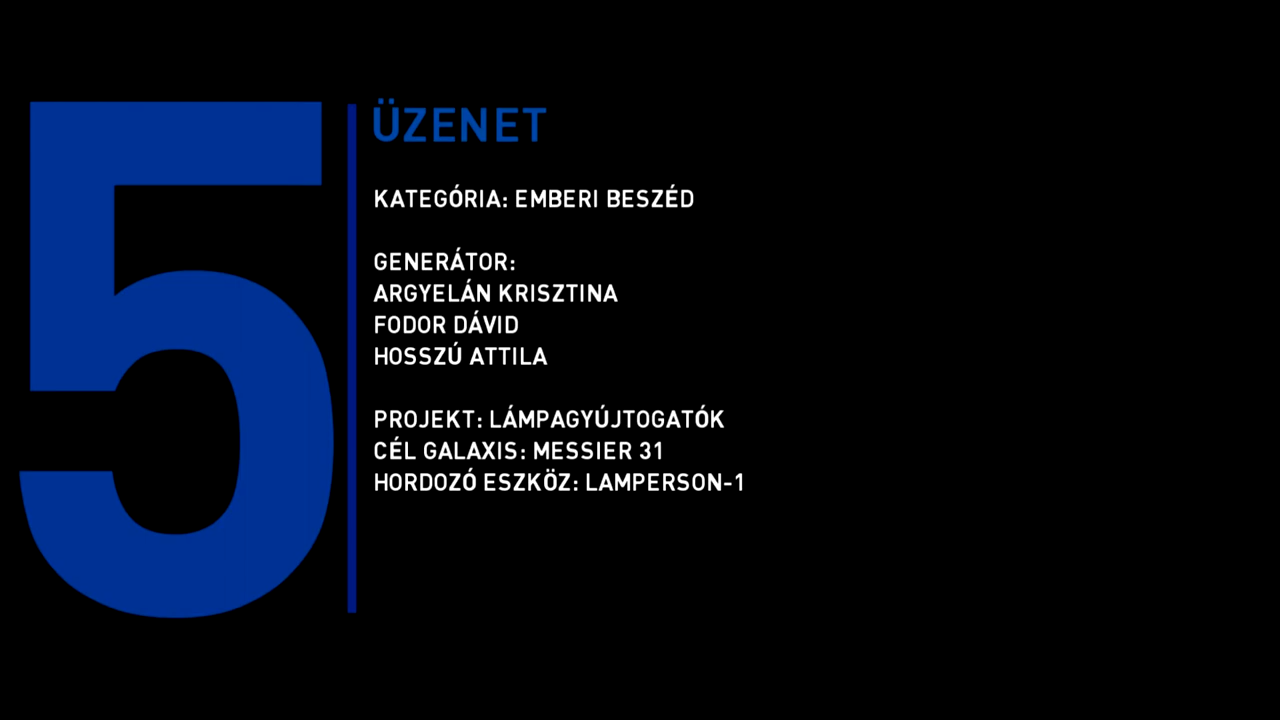 5
ÜZENET
KATEGÓRIA: EMBERI BESZÉD
GENERÁTOR:
ARGYELÁN KRISZTINA
FODOR DÁVID
HOSSZÚ ATTILA
PROJEKT: LÁMPAGYÚJTOGATÓK
CÉL GALAXIS: MESSIER 31
HORDOZÓ ESZKÖZ: LAMPERSON-1